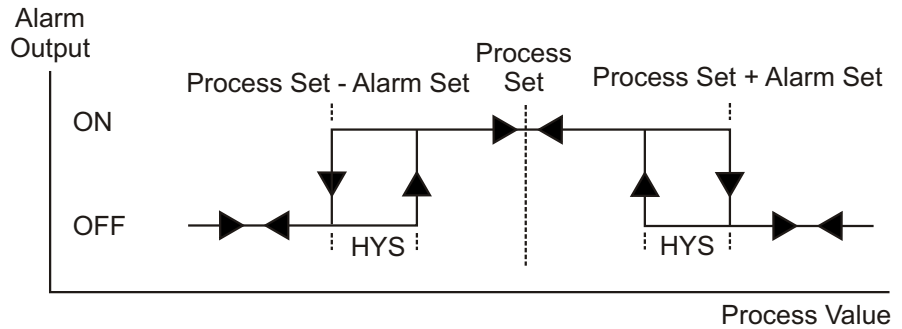 Alarm
Output
Process
Set
Process Set - Alarm Set
Process Set + Alarm Set
ON
OFF
HYS
HYS
Process Value